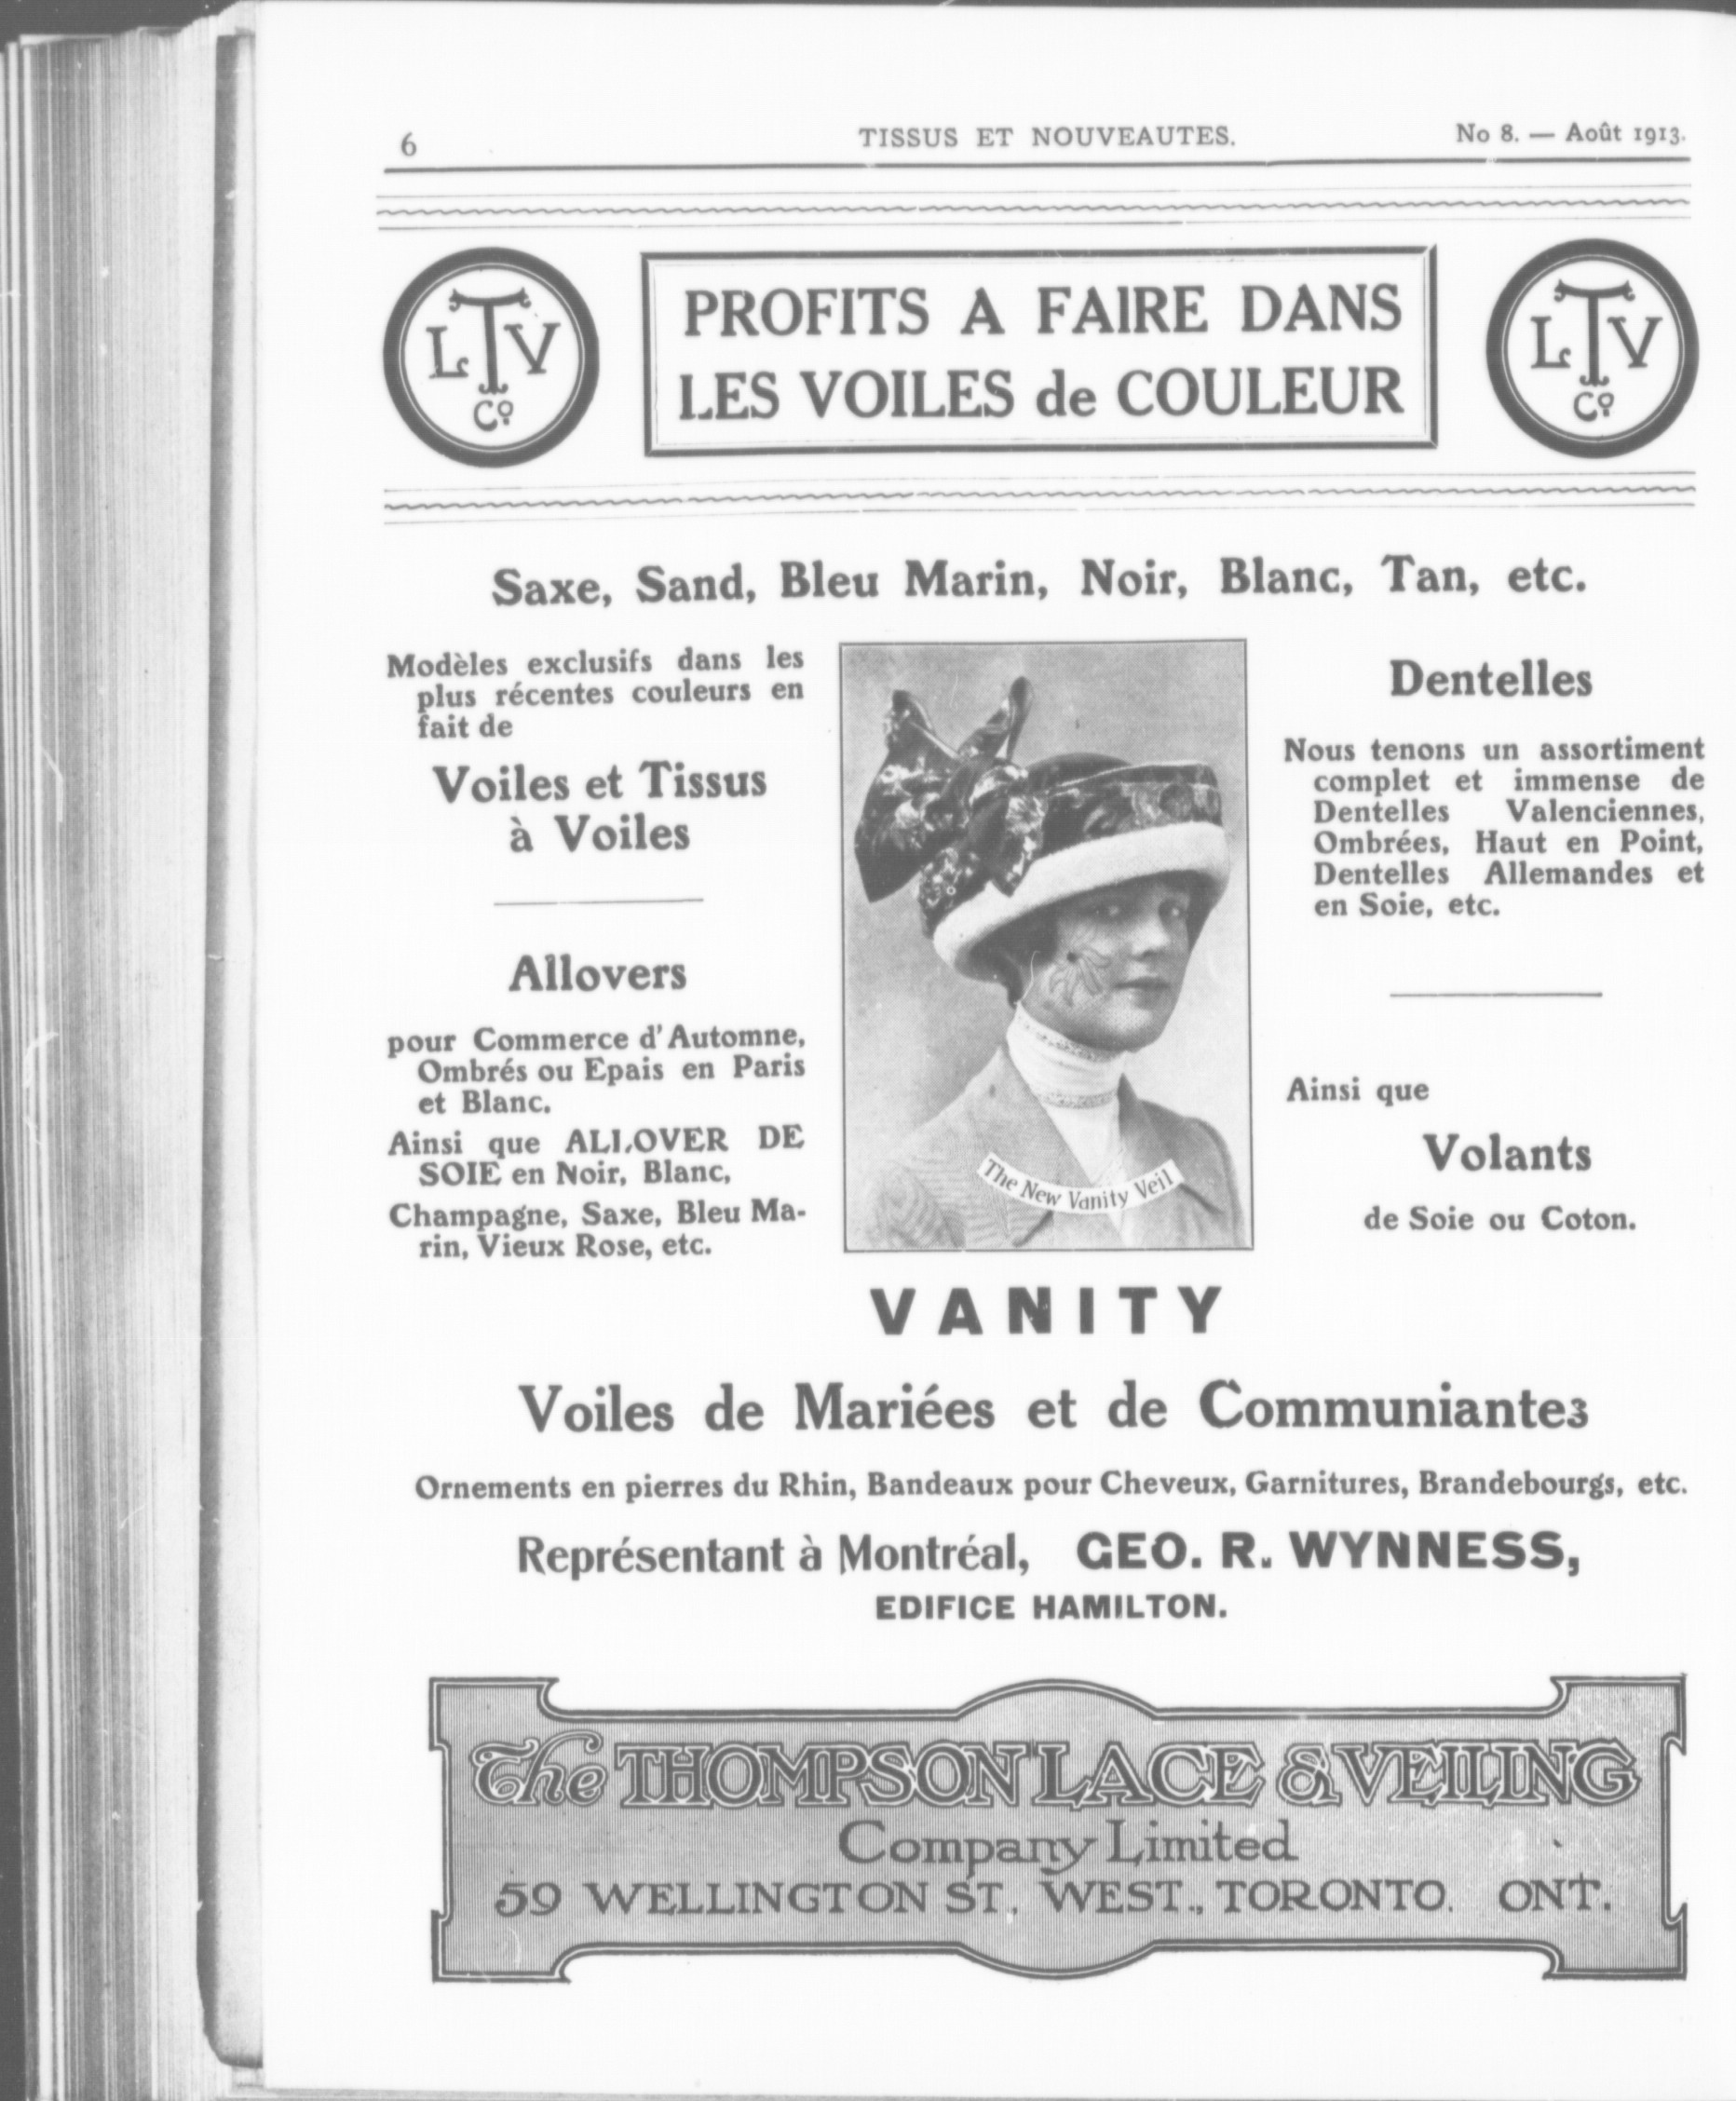 6
TISSUS ET NOUVEAUTES.
No 8. — Août 1913.
LTV
Co
PROFITS A FAIRE DANS
LES VOILES de COULEUR
LTV
Co
Saxe, Sand, Bleu Marin, Noir, Blanc, Tan, etc.
Modèles exclusifs dans les
plus récentes couleurs en
fait de
Voiles et Tissus
à Voiles
Allovers
pour Commerce d'Automne,
Ombrés ou Epais en Paris
et Blanc.
Ainsi que ALLOVER DE
SOIE en Noir, Blanc,
Champagne, Saxe, Bleu Ma-
rin, Vieux Rose, etc.
The New Vanity Veil
Dentelles
Nous tenons un assortiment
complet et immense de
Dentelles Valenciennes,
Ombrées, Haut en Point,
Dentelles Allemandes et
en Soie, etc.
Ainsi que
Volants
de Soie ou Coton.
VANITY
Voiles de Mariées et de Communiantes
Ornements en pierres du Rhin, Bandeaux pour Cheveux, Garnitures, Brandebourgs, etc.
Représentant à Montréal, GEO. R. WYNNESS,
EDIFICE HAMILTON.
The THOMPSON LACE & VEILING
Company Limited
59 WELLINGTON ST. WEST., TORONTO. ONT.